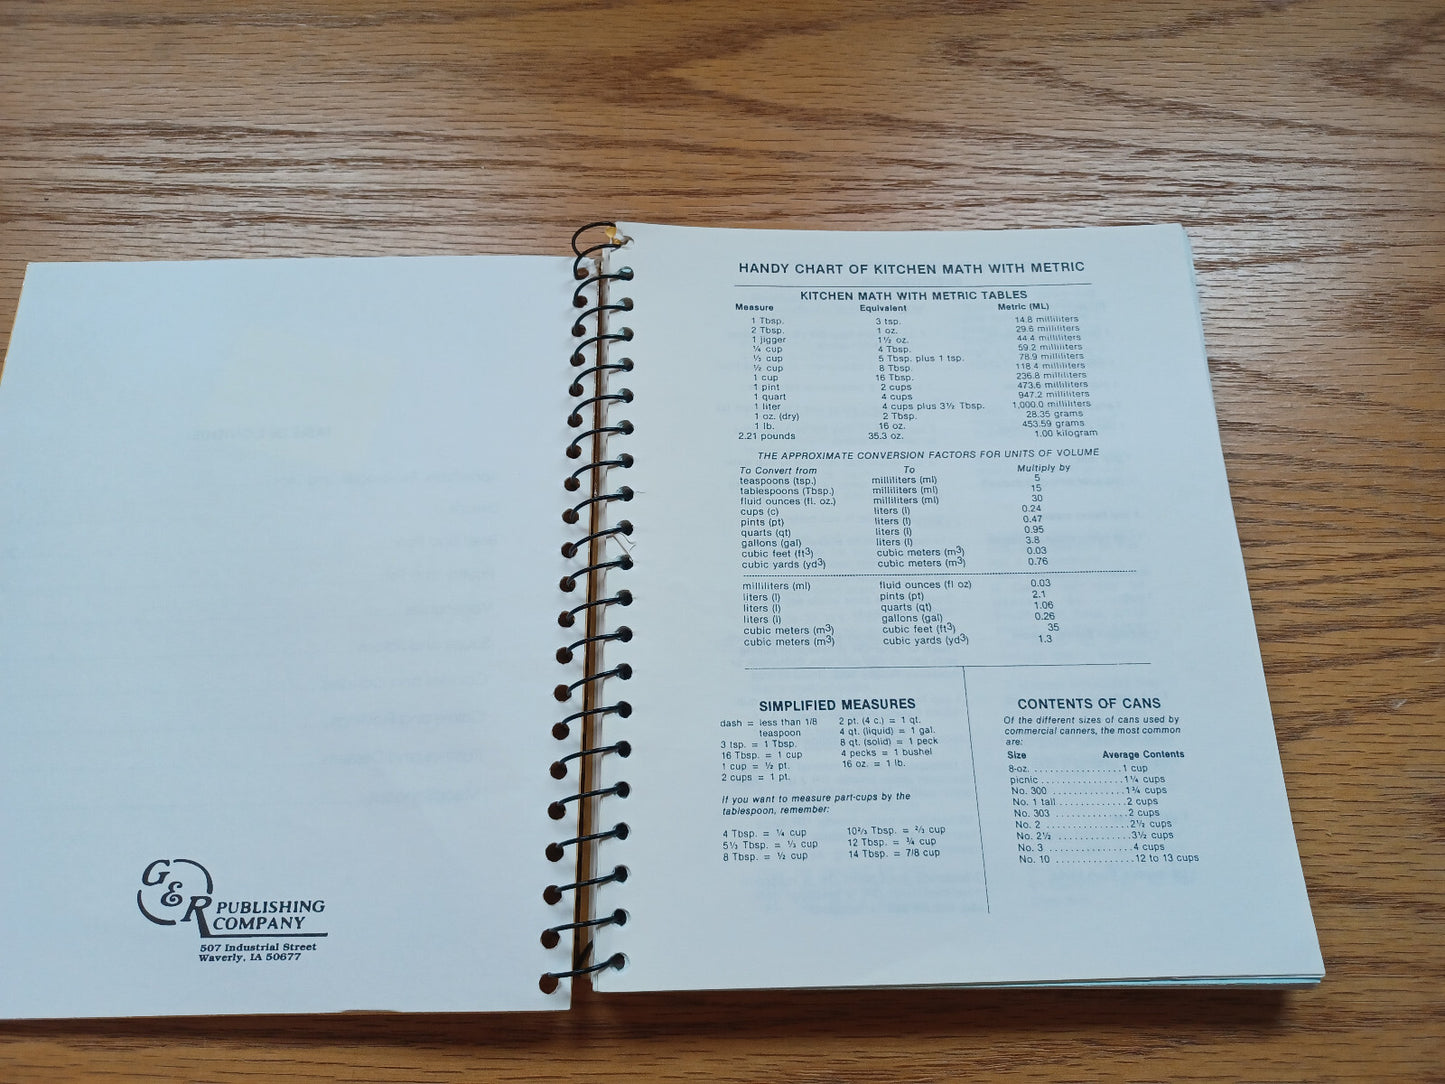 G & R PUBLISHING
COMPANY
507 Industrial Street
Waverly, IA 50677
HANDY CHART OF KITCHEN MATH WITH METRIC
KITCHEN MATH WITH METRIC TABLES
Measure Equivalent Metric (ML)
1 Tbsp. 3 tsp. 14.8 milliliters
2 Tbsp. 1 oz. 29.6 milliliters
1 jigger 1½ oz. 44.4 milliliters
¼ cup 4 Tbsp. 59.2 milliliters
⅓ cup 5 Tbsp. plus 1 tsp. 78.9 milliliters
½ cup 8 Tbsp. 118.4 milliliters
1 cup 16 Tbsp. 236.8 milliliters
1 pint 2 cups 473.6 milliliters
1 quart 4 cups 947.2 milliliters
1 liter 4 cups plus 3½ Tbsp. 1,000.0 milliliters
1 oz. (dry) 2 Tbsp. 28.35 grams
1 lb. 16 oz. 453.59 grams
2.21 pounds 35.3 oz. 1.00 kilogram
THE APPROXIMATE CONVERSION FACTORS FOR UNITS OF VOLUME
To Convert from To Multiply by
teaspoons (tsp.) milliliters (ml) 5
tablespoons (Tbsp.) milliliters (ml) 15
fluid ounces (fl. oz.) milliliters (ml) 30
cups (c) liters (l) 0.24
pints (pt) liters (l) 0.47
quarts (qt) liters (l) 0.95
gallons (gal) liters (l) 3.8
cubic feet (ft³) cubic meters (m³) 0.03
cubic yards (yd³) cubic meters (m³) 0.76
milliliters (ml) fluid ounces (fl oz) 0.03
liters (l) pints (pt) 2.1
liters (l) quarts (qt) 1.06
liters (l) gallons (gal) 0.26
cubic meters (m³) cubic feet (ft³) 35
cubic meters (m³) cubic yards (yd³) 1.3
SIMPLIFIED MEASURES
dash = less than 1/8 2 pt. (4 c.) = 1 qt.
teaspoon 4 qt. (liquid) = 1 gal.
3 tsp. = 1 Tbsp. 8 qt. (solid) = 1 peck
16 Tbsp. = 1 cup 4 pecks = 1 bushel
1 cup = ½ pt. 16 oz. = 1 lb.
2 cups = 1 pt.
If you want to measure part-cups by the
tablespoon, remember:
4 Tbsp. = ¼ cup 10⅔ Tbsp. = ⅔ cup
5⅓ Tbsp. = ⅓ cup 12 Tbsp. = ¾ cup
8 Tbsp. = ½ cup 14 Tbsp. = 7/8 cup
CONTENTS OF CANS
Of the different sizes of cans used by
commercial canners, the most common
are:
Size Average Contents
8-oz. . . . . . . . . . . . . . . . . .1 cup
picnic . . . . . . . . . . . . . . . .1¼ cups
No. 300 . . . . . . . . . . . . . .1¾ cups
No. 1 tall . . . . . . . . . . . . .2 cups
No. 303 . . . . . . . . . . . . . .2 cups
No. 2 . . . . . . . . . . . . . . . .2½ cups
No. 2½ . . . . . . . . . . . . . .3½ cups
No. 3 . . . . . . . . . . . . . . . .4 cups
No. 10 . . . . . . . . . . . . . . .12 to 13 cups